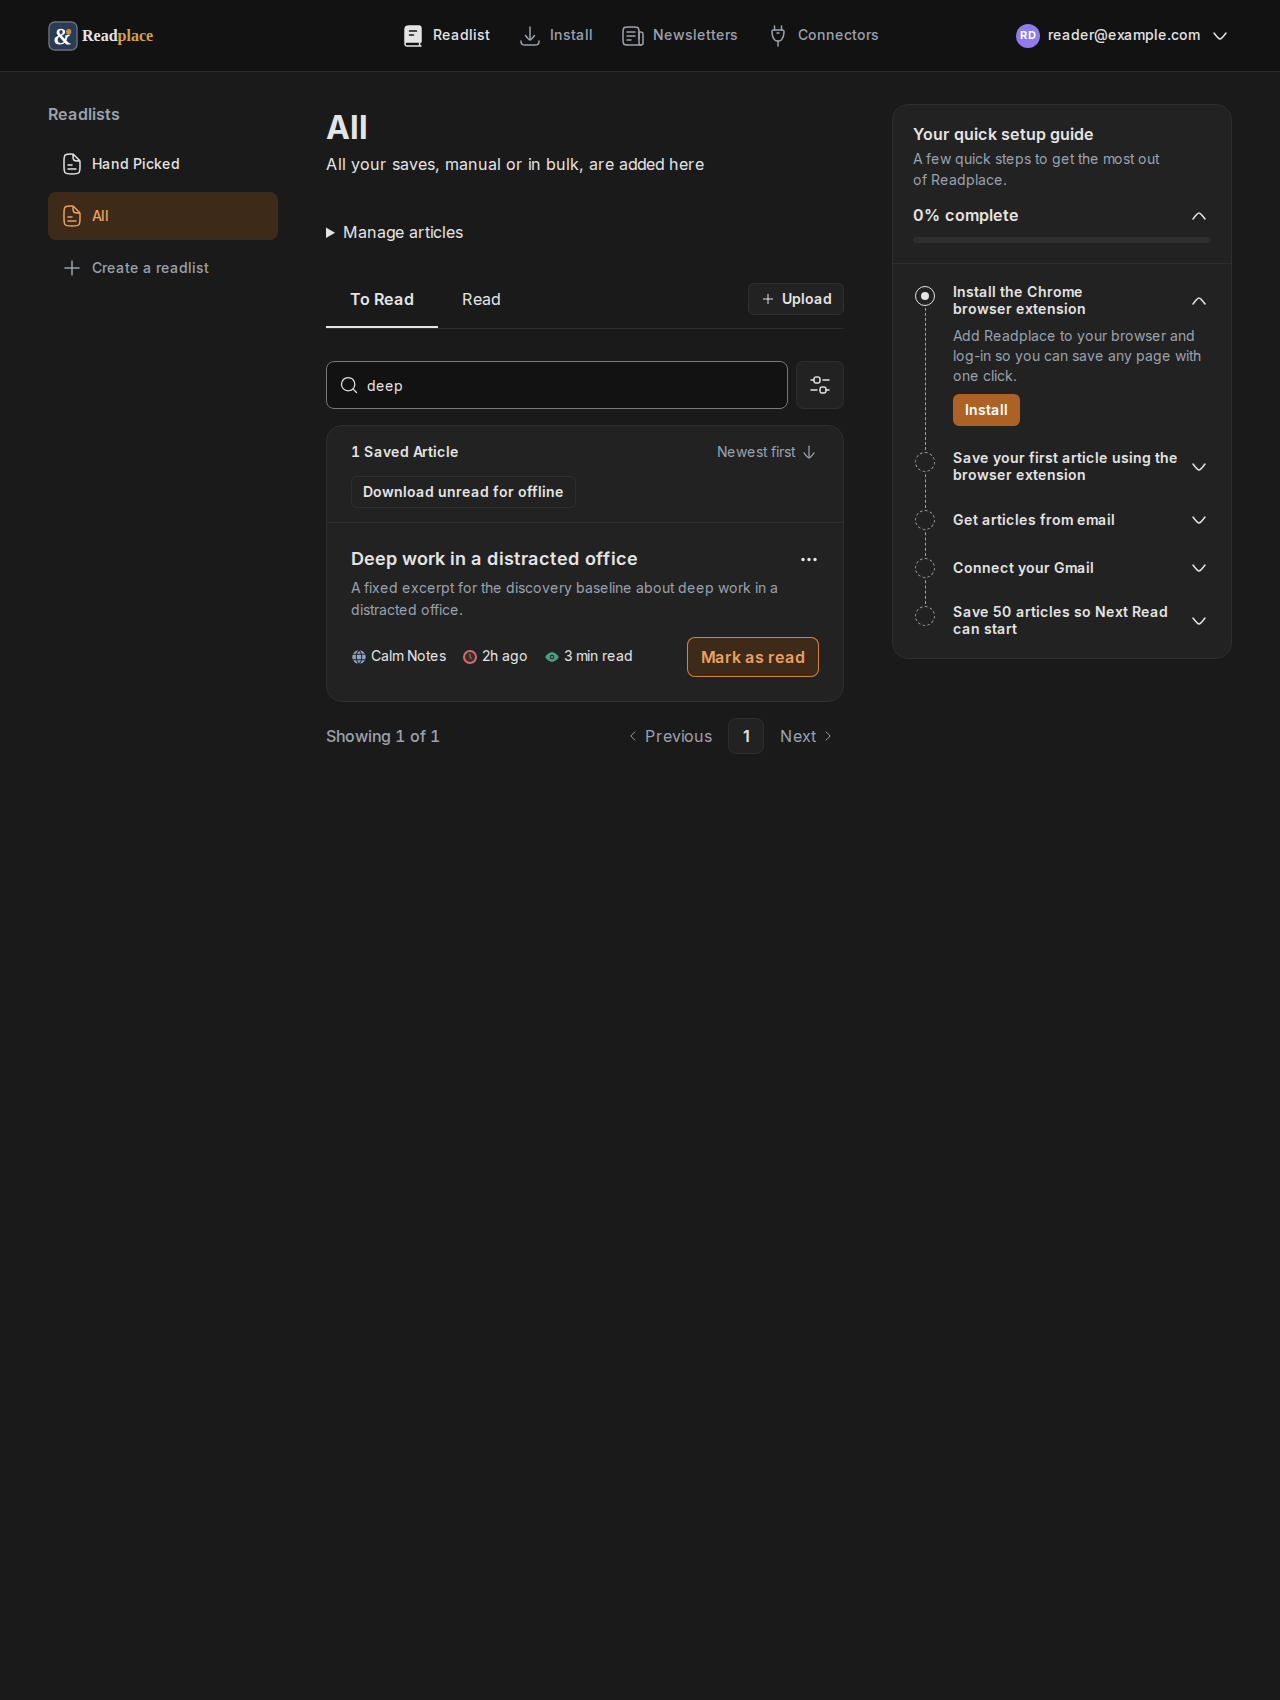 & Readplace
Readlist
Install
Newsletters
Connectors
RD reader@example.com
Readlists
Hand Picked
All
Create a readlist
All
All your saves, manual or in bulk, are added here
Manage articles
To Read
Read
Upload
deep
1 Saved Article
Newest first
Download unread for offline
Deep work in a distracted office
A fixed excerpt for the discovery baseline about deep work in a
distracted office.
Calm Notes
2h ago
3 min read
Mark as read
Showing 1 of 1
Previous
1
Next
Your quick setup guide
A few quick steps to get the most out
of Readplace.
0% complete
Install the Chrome
browser extension
Add Readplace to your browser and
log-in so you can save any page with
one click.
Install
Save your first article using the
browser extension
Get articles from email
Connect your Gmail
Save 50 articles so Next Read
can start